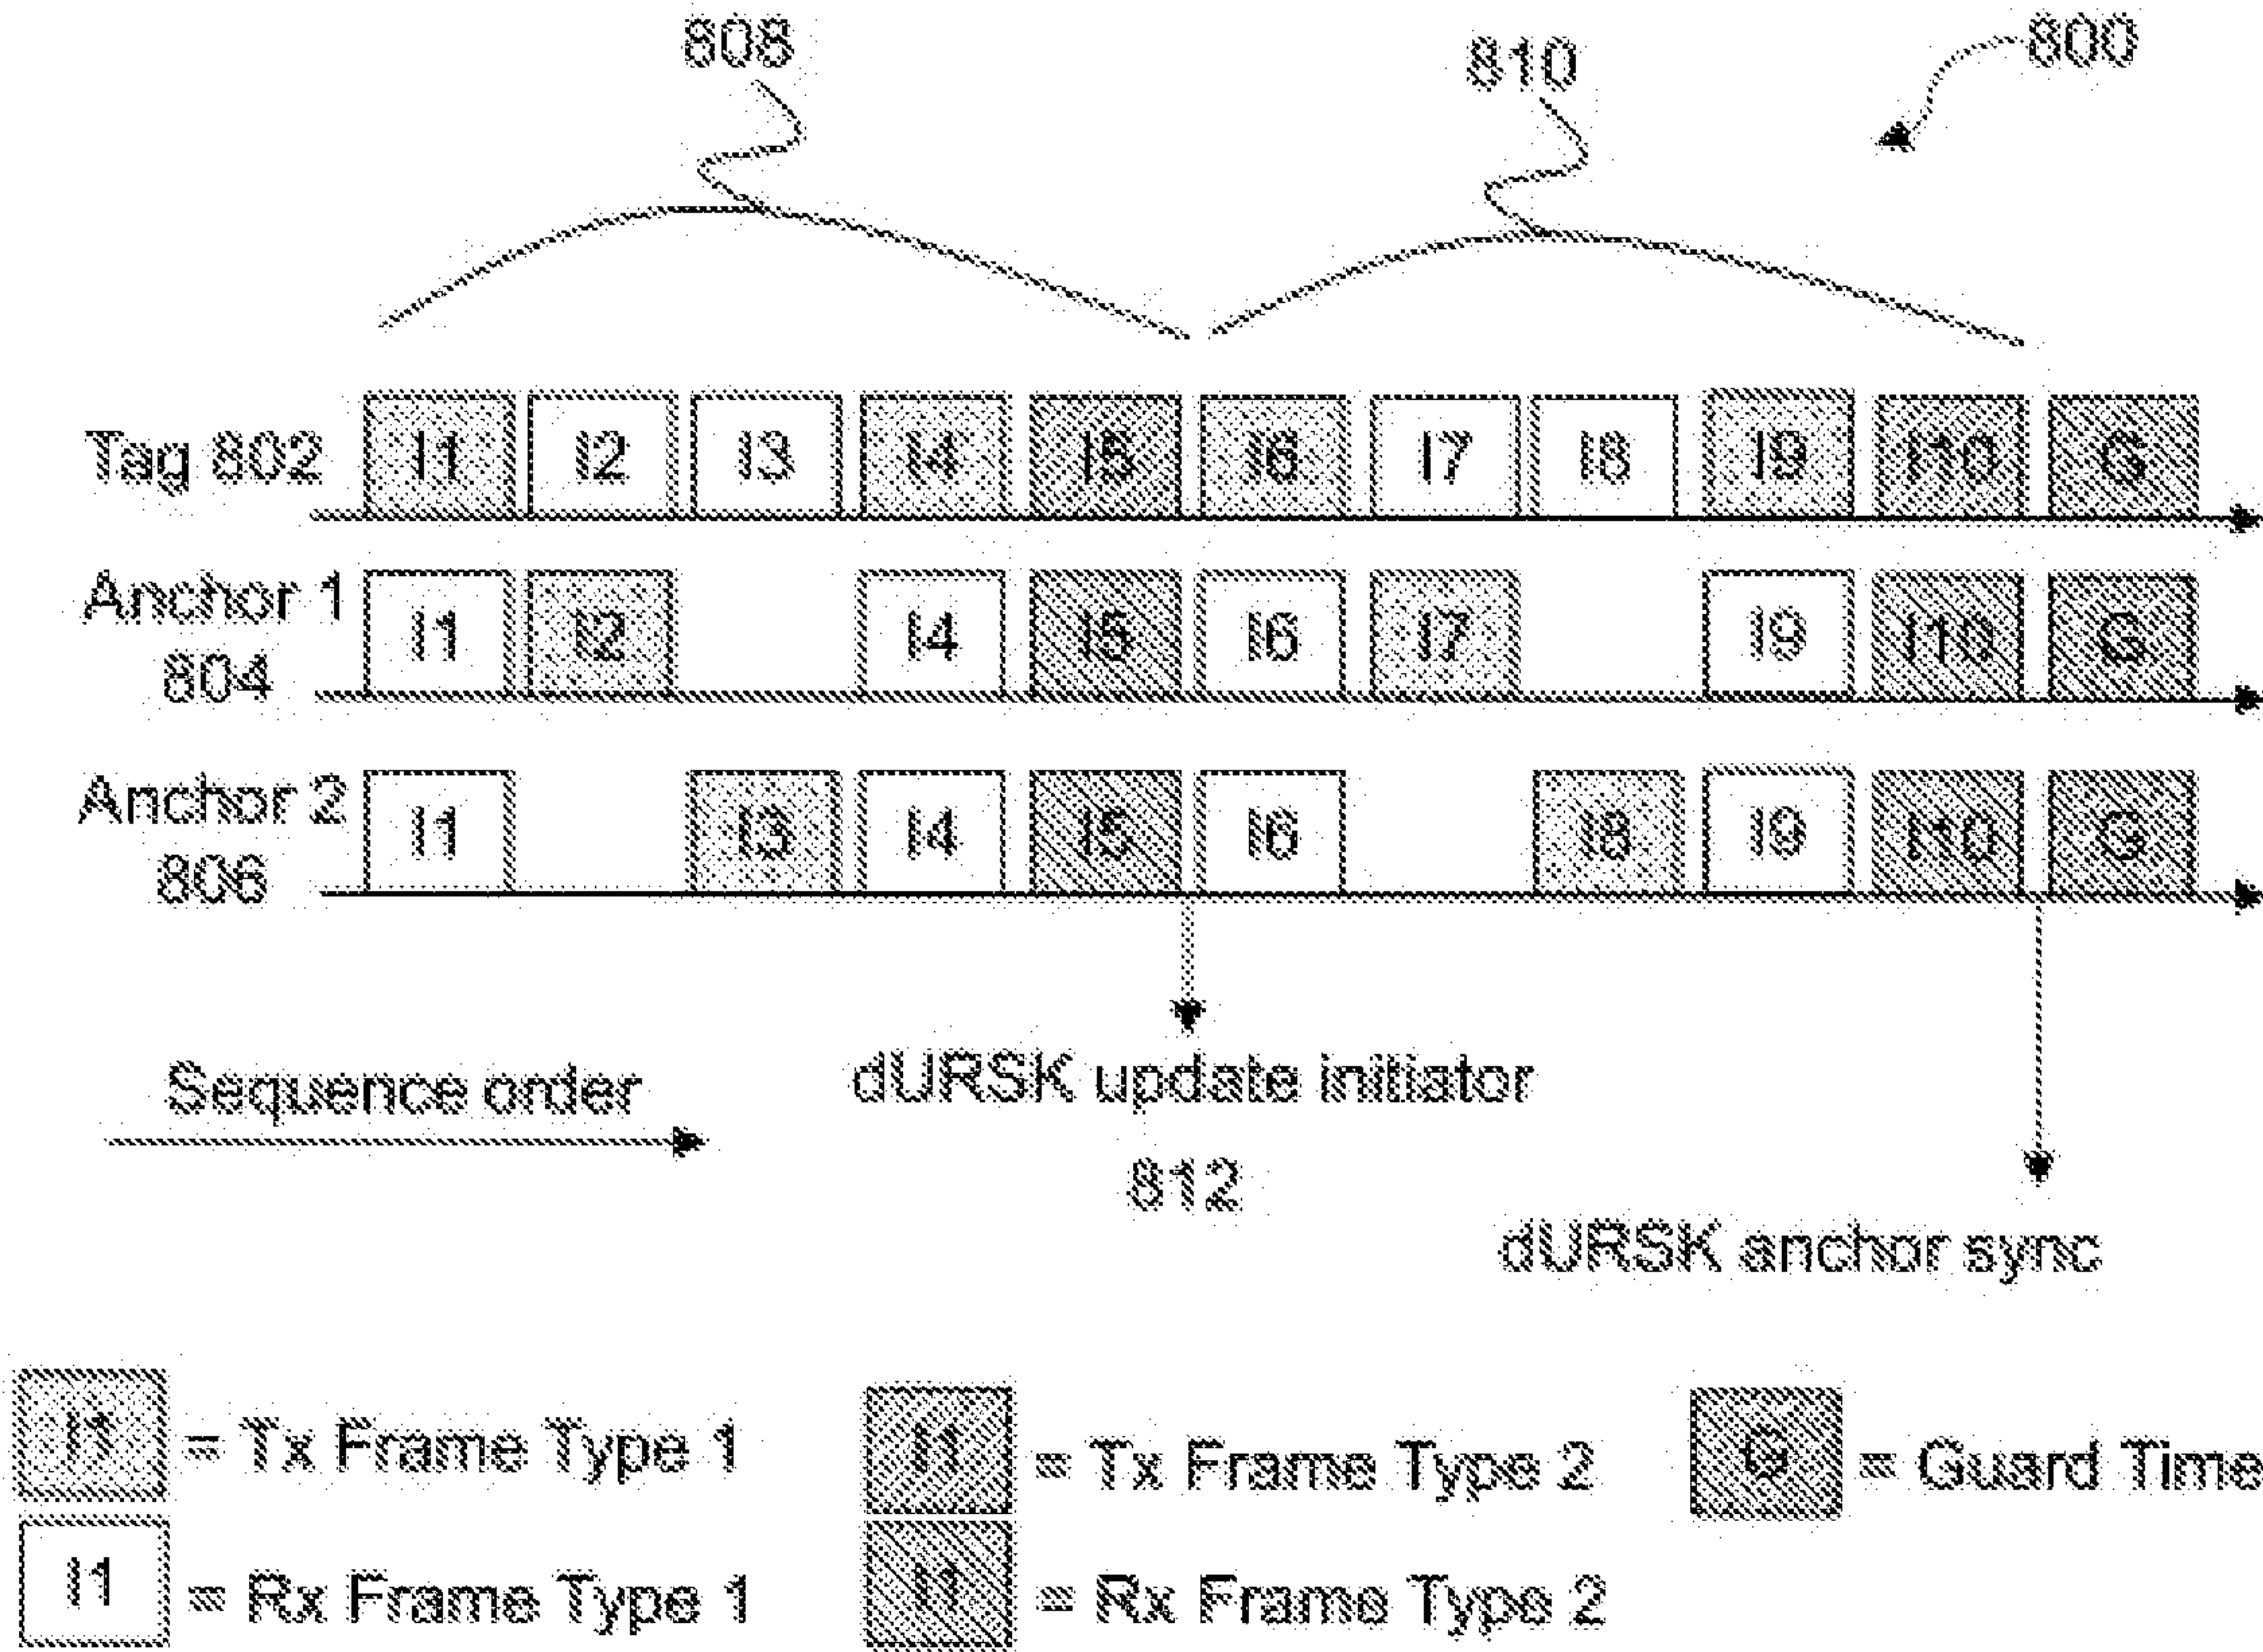 808
810
800
Tag 802 I1 I2 I3 I4 I5 I6 I7 I8 I9 I10 G
Anchor 1
804
I1 I2 I4 I5 I6 I7 I9 I10 G
Anchor 2
806
I1 I3 I4 I5 I6 I8 I9 I10 G
Sequence order
dURSK update initiator
812
dURSK anchor sync
I1 = Tx Frame Type 1
I1 = Tx Frame Type 2
G = Guard Time
I1 = Rx Frame Type 1
I1 = Rx Frame Type 2